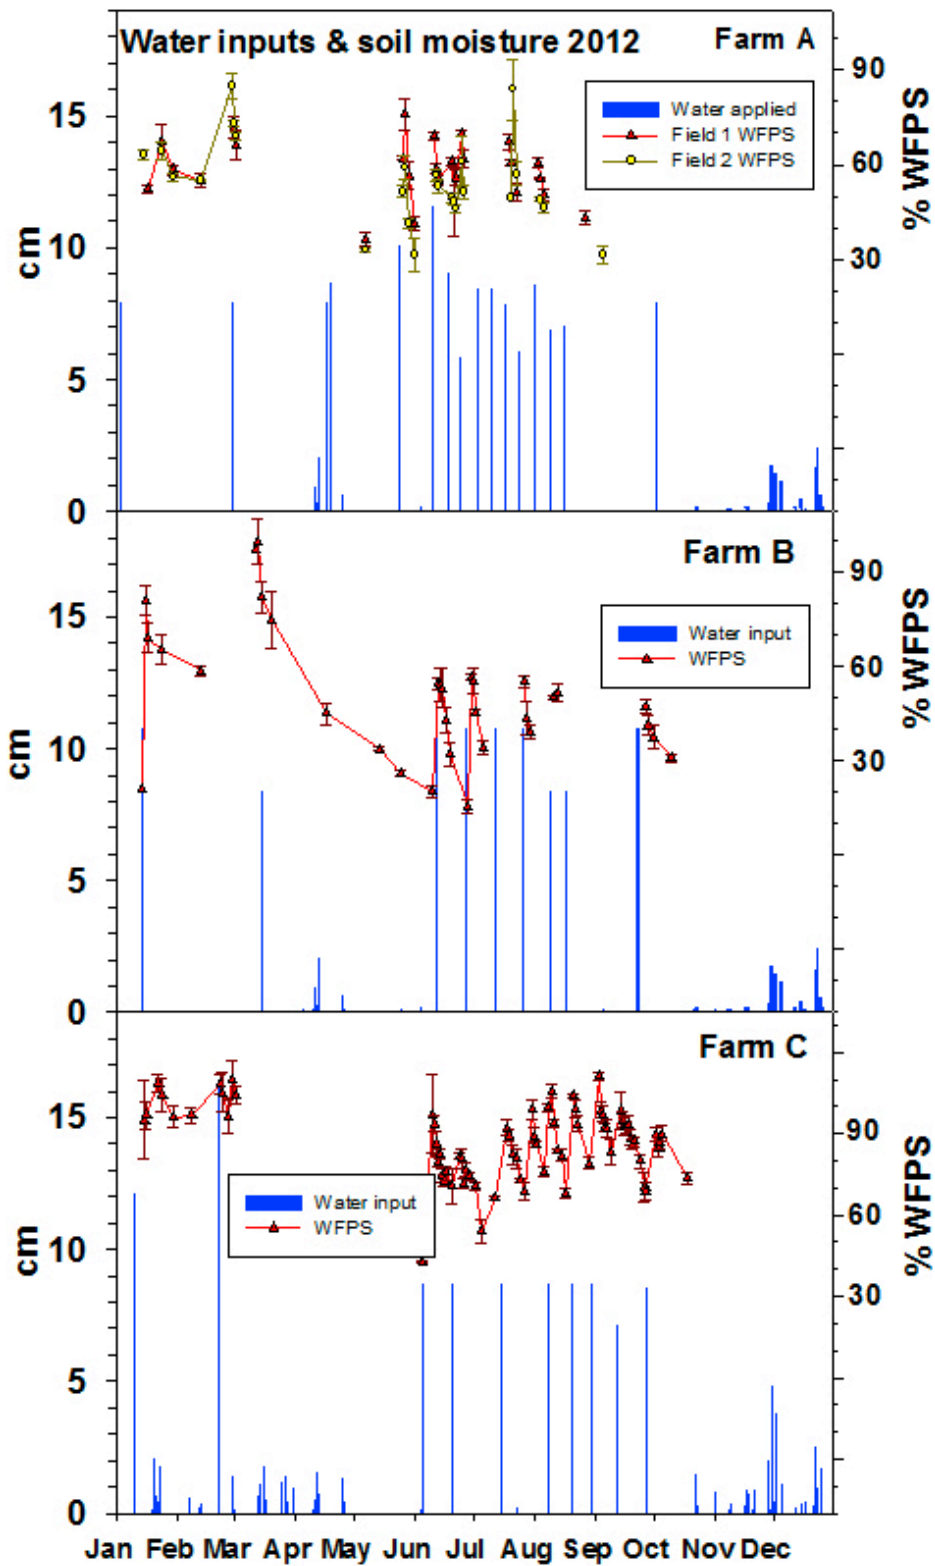 Water inputs & soil moisture 2012
Farm A
Water applied
Field 1 WFPS
Field 2 WFPS
cm
15
10
5
0
90
60
30
% WFPS
Farm B
Water input
WFPS
cm
15
10
5
0
90
60
30
% WFPS
Farm C
Water input
WFPS
cm
15
10
5
0
90
60
30
% WFPS
Jan Feb Mar Apr May Jun Jul Aug Sep Oct Nov Dec